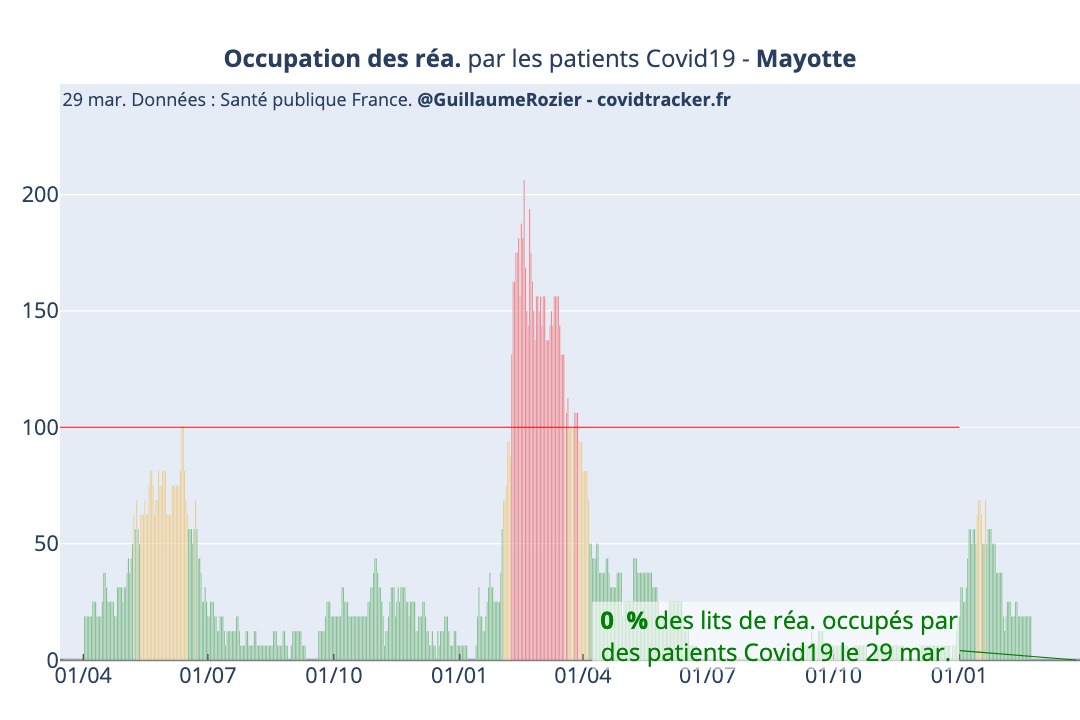 Occupation des réa. par les patients Covid19 - Mayotte
29 mar. Données : Santé publique France. @GuillaumeRozier - covidtracker.fr
200
150
100
50
0
0 % des lits de réa. occupés par
des patients Covid19 le 29 mar.
01/04 01/07 01/10 01/01 01/04 01/07 01/10 01/01